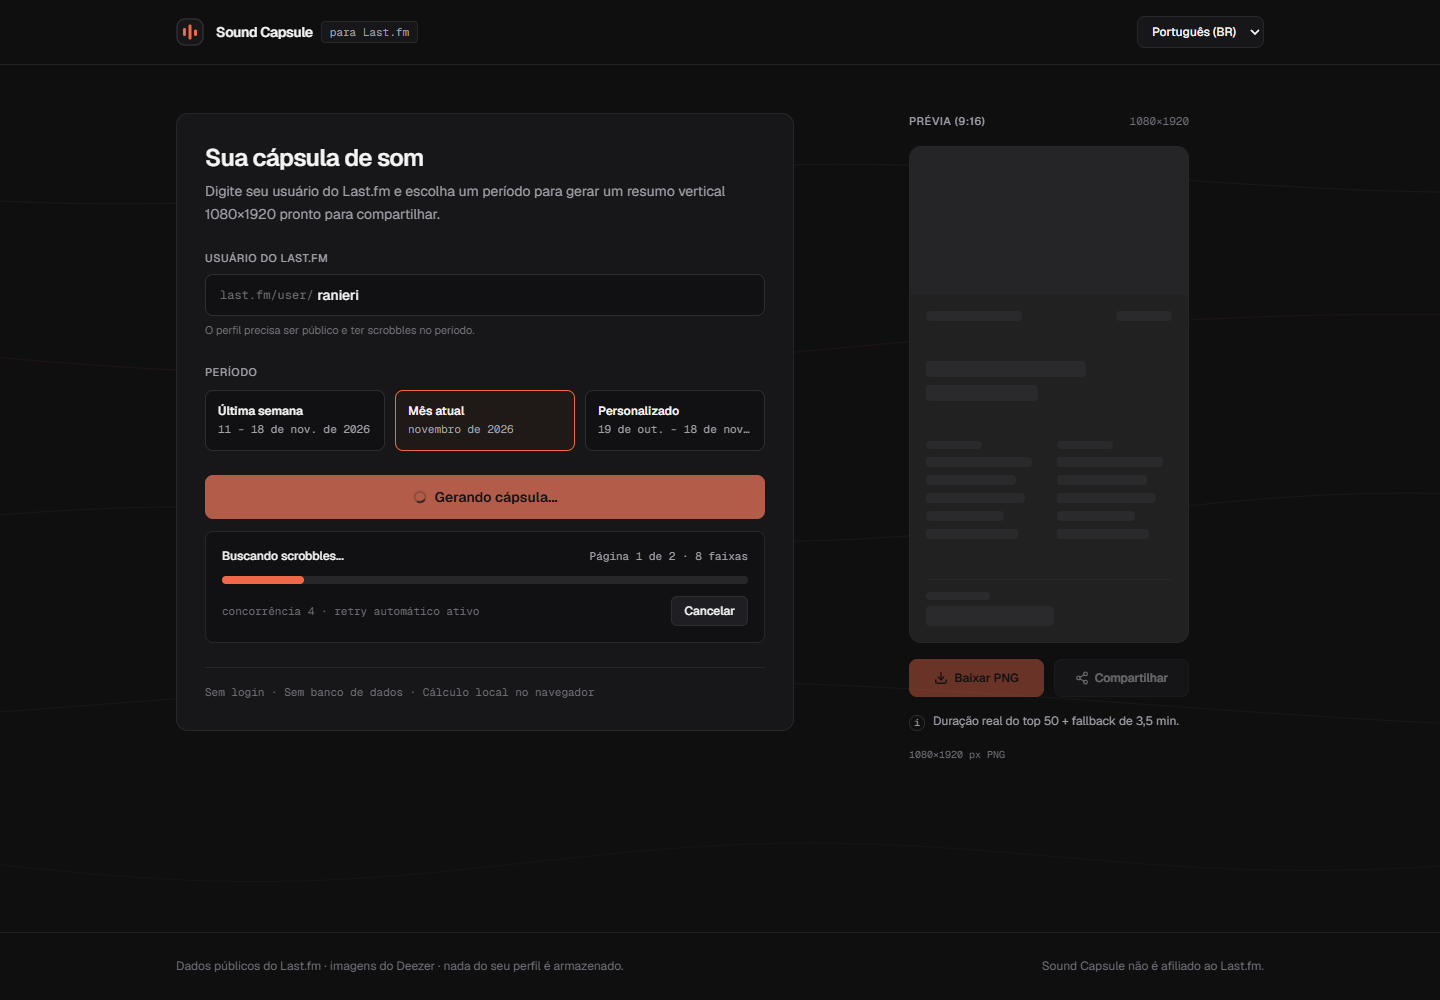 Sound Capsule para Last.fm
Português (BR)
Sua cápsula de som
Digite seu usuário do Last.fm e escolha um período para gerar um resumo vertical
1080×1920 pronto para compartilhar.
USUÁRIO DO LAST.FM
last.fm/user/ ranieri
O perfil precisa ser público e ter scrobbles no período.
PERÍODO
Última semana
11 – 18 de nov. de 2026
Mês atual
novembro de 2026
Personalizado
19 de out. – 18 de nov…
Gerando cápsula…
Buscando scrobbles…
Página 1 de 2 · 8 faixas
concorrência 4 · retry automático ativo
Cancelar
Sem login · Sem banco de dados · Cálculo local no navegador
PRÉVIA (9:16)
1080×1920
Baixar PNG
Compartilhar
i Duração real do top 50 + fallback de 3,5 min.
1080×1920 px PNG
Dados públicos do Last.fm · imagens do Deezer · nada do seu perfil é armazenado.
Sound Capsule não é afiliado ao Last.fm.